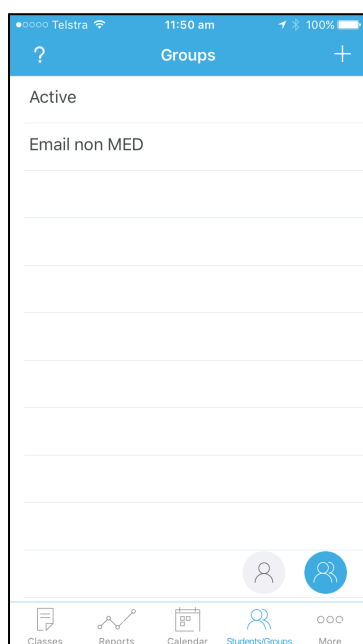 Telstra 11:50 am 100%
? Groups +
Active
Email non MED
Classes Reports Calendar Students/Groups More